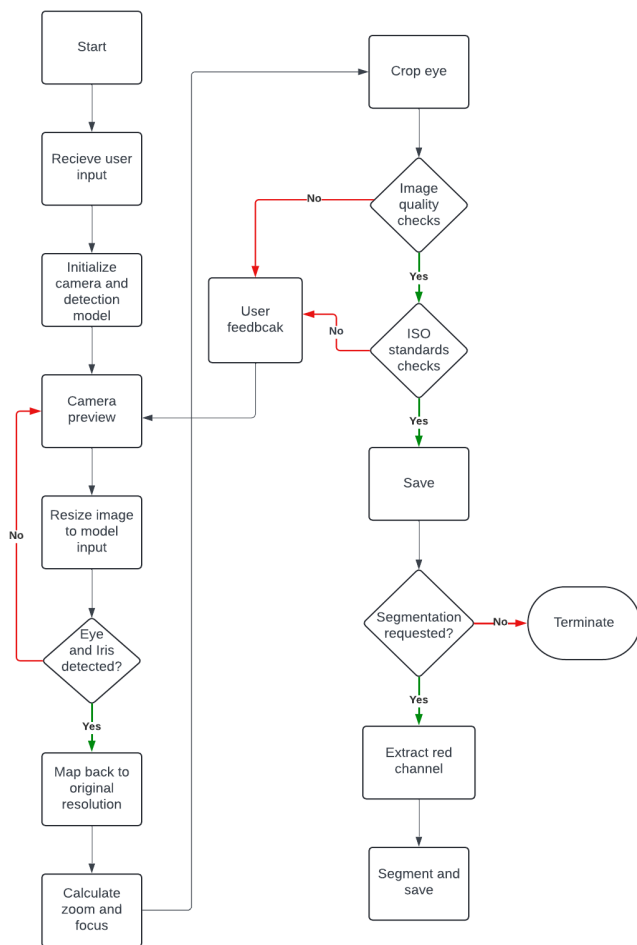 Start
Recieve user
input
Initialize
camera and
detection model
Camera
preview
No
Resize image
to model
input
Eye
and Iris
detected?
Yes
Map back to
original
resolution
Calculate
zoom and
focus
Crop eye
Image
quality
checks
No
Yes
User
feedbcak
No
ISO
standards
checks
Yes
Save
Segmentation
requested?
No
Terminate
Yes
Extract red
channel
Segment and
save